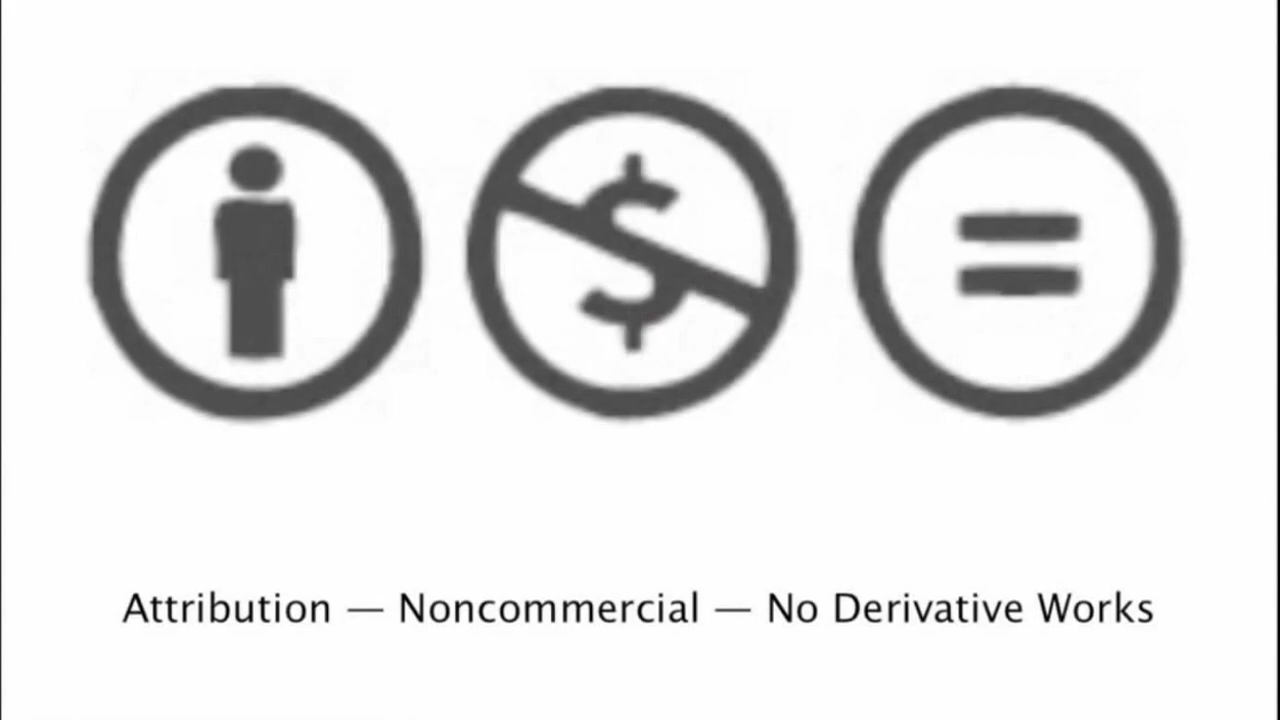 Attribution — Noncommercial — No Derivative Works